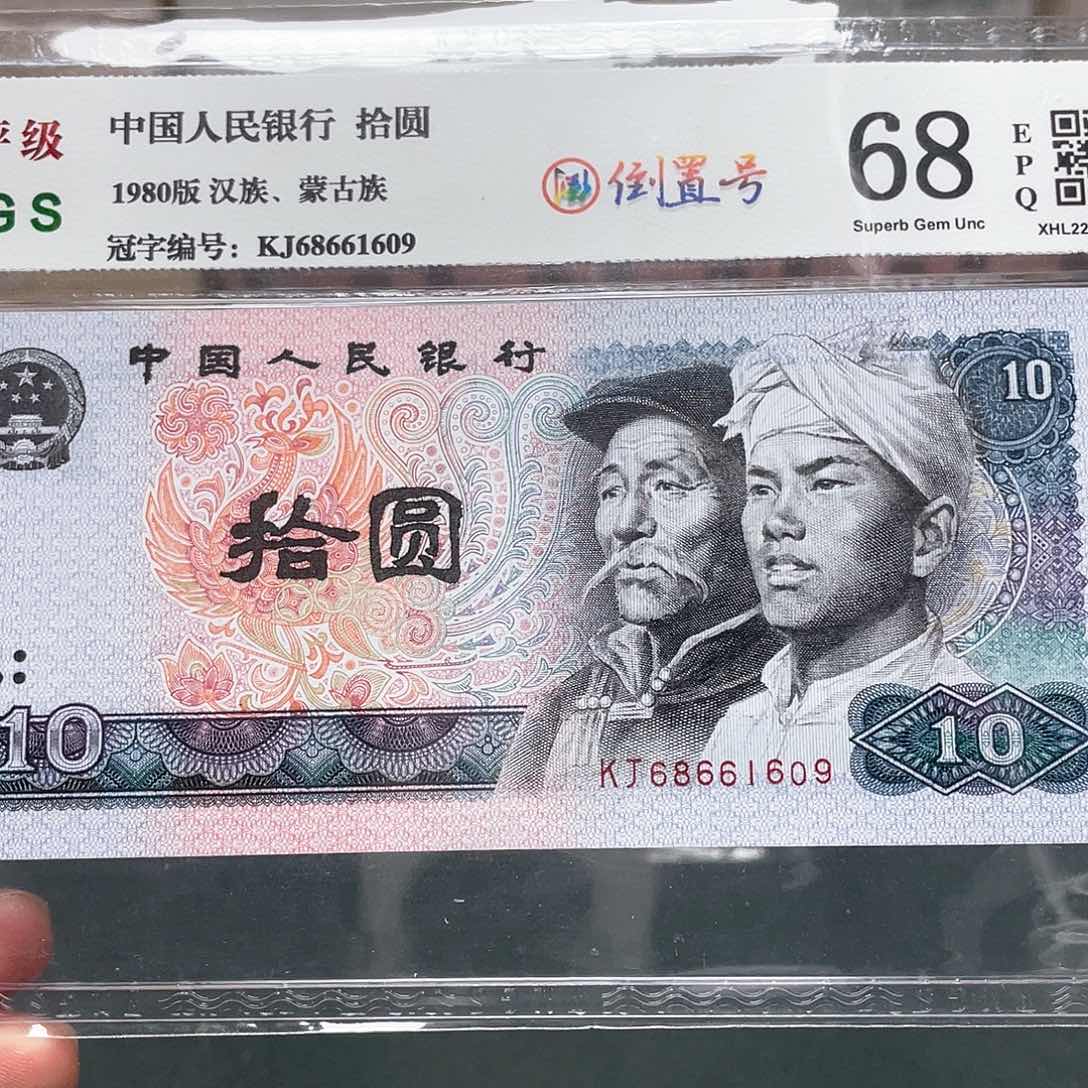 评级
GS
中国人民银行 拾圆
1980版 汉族、蒙古族
冠字编号：KJ68661609
倒置号
68
EPQ
Superb Gem Unc
XHL22
中国人民银行
10
拾圆
10
10
KJ68661609